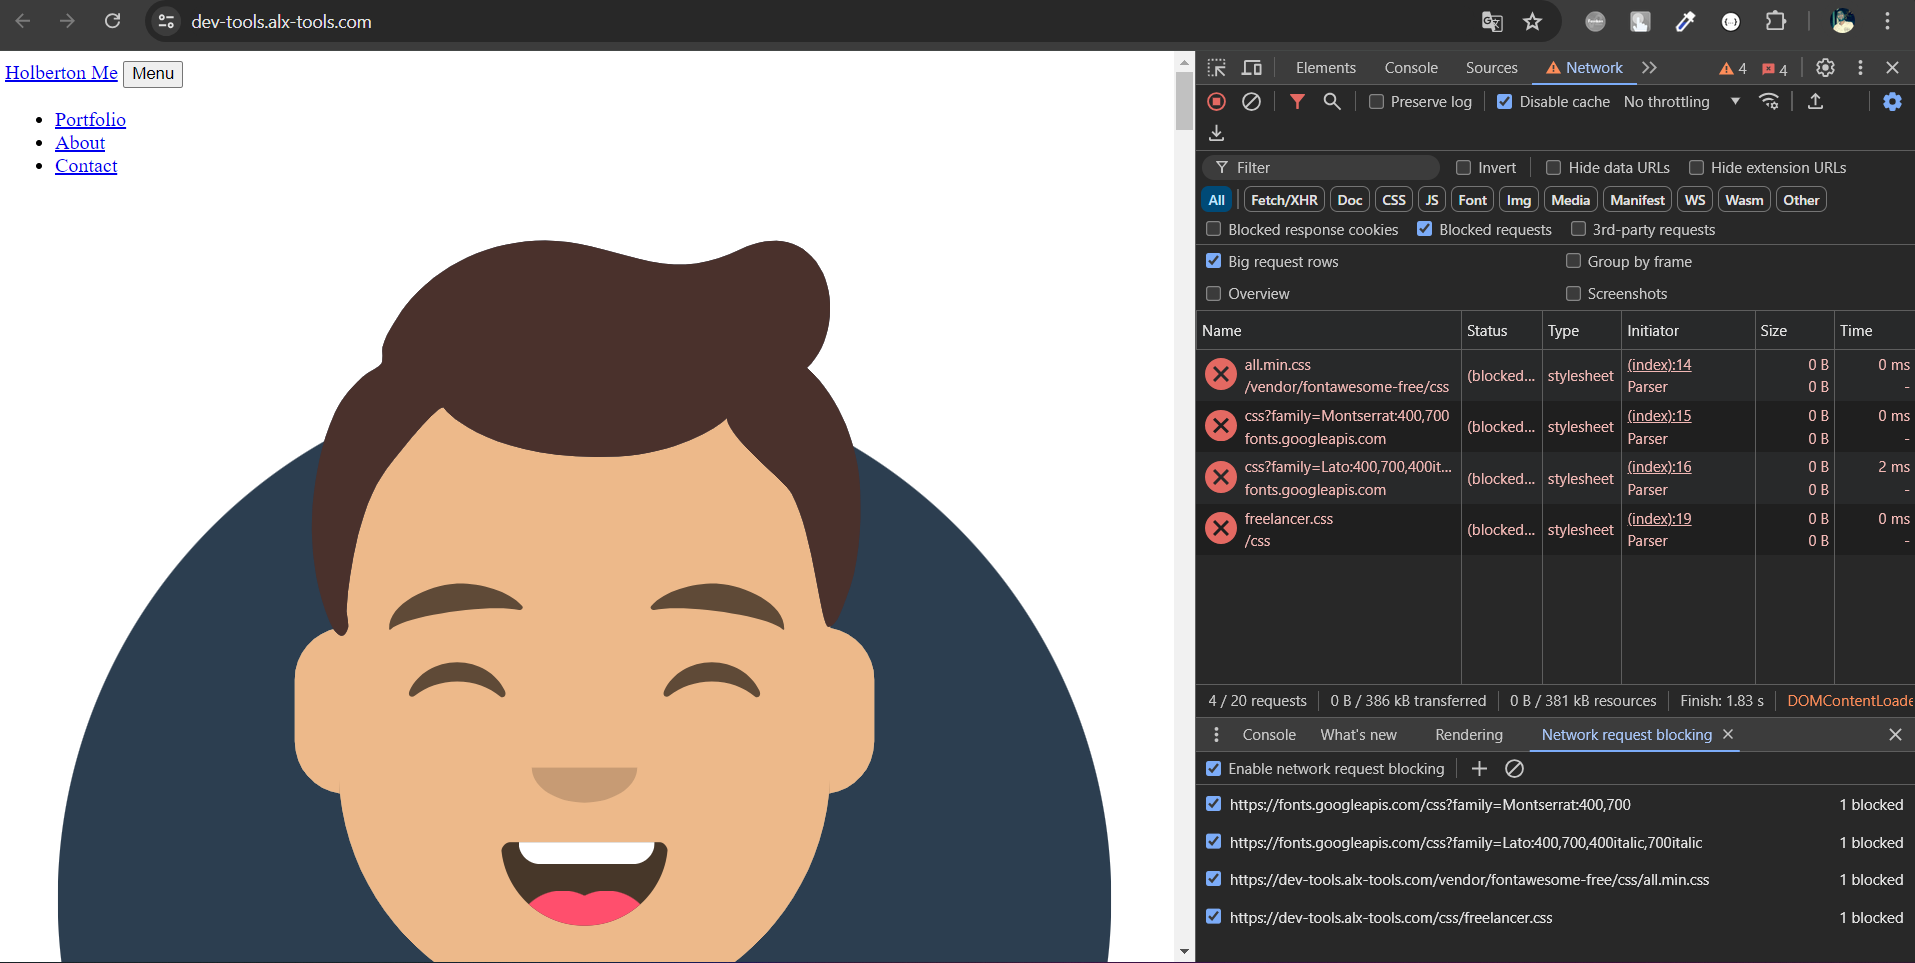 dev-tools.alx-tools.com
Holberton Me Menu
Portfolio
About
Contact
Elements Console Sources Network 4 4
Preserve log Disable cache No throttling
Filter Invert Hide data URLs Hide extension URLs
All Fetch/XHR Doc CSS JS Font Img Media Manifest WS Wasm Other
Blocked response cookies Blocked requests 3rd-party requests
Big request rows Group by frame
Overview Screenshots
Name Status Type Initiator Size Time
all.min.css (blocked... stylesheet (index):14 0 B 0 ms
/vendor/fontawesome-free/css Parser 0 B -
css?family=Montserrat:400,700 (blocked... stylesheet (index):15 0 B 0 ms
fonts.googleapis.com Parser 0 B -
css?family=Lato:400,700,400it... (blocked... stylesheet (index):16 0 B 2 ms
fonts.googleapis.com Parser 0 B -
freelancer.css (blocked... stylesheet (index):19 0 B 0 ms
/css Parser 0 B -
4 / 20 requests 0 B / 386 kB transferred 0 B / 381 kB resources Finish: 1.83 s DOMContentLoade
Console What's new Rendering Network request blocking
Enable network request blocking
https://fonts.googleapis.com/css?family=Montserrat:400,700 1 blocked
https://fonts.googleapis.com/css?family=Lato:400,700,400italic,700italic 1 blocked
https://dev-tools.alx-tools.com/vendor/fontawesome-free/css/all.min.css 1 blocked
https://dev-tools.alx-tools.com/css/freelancer.css 1 blocked